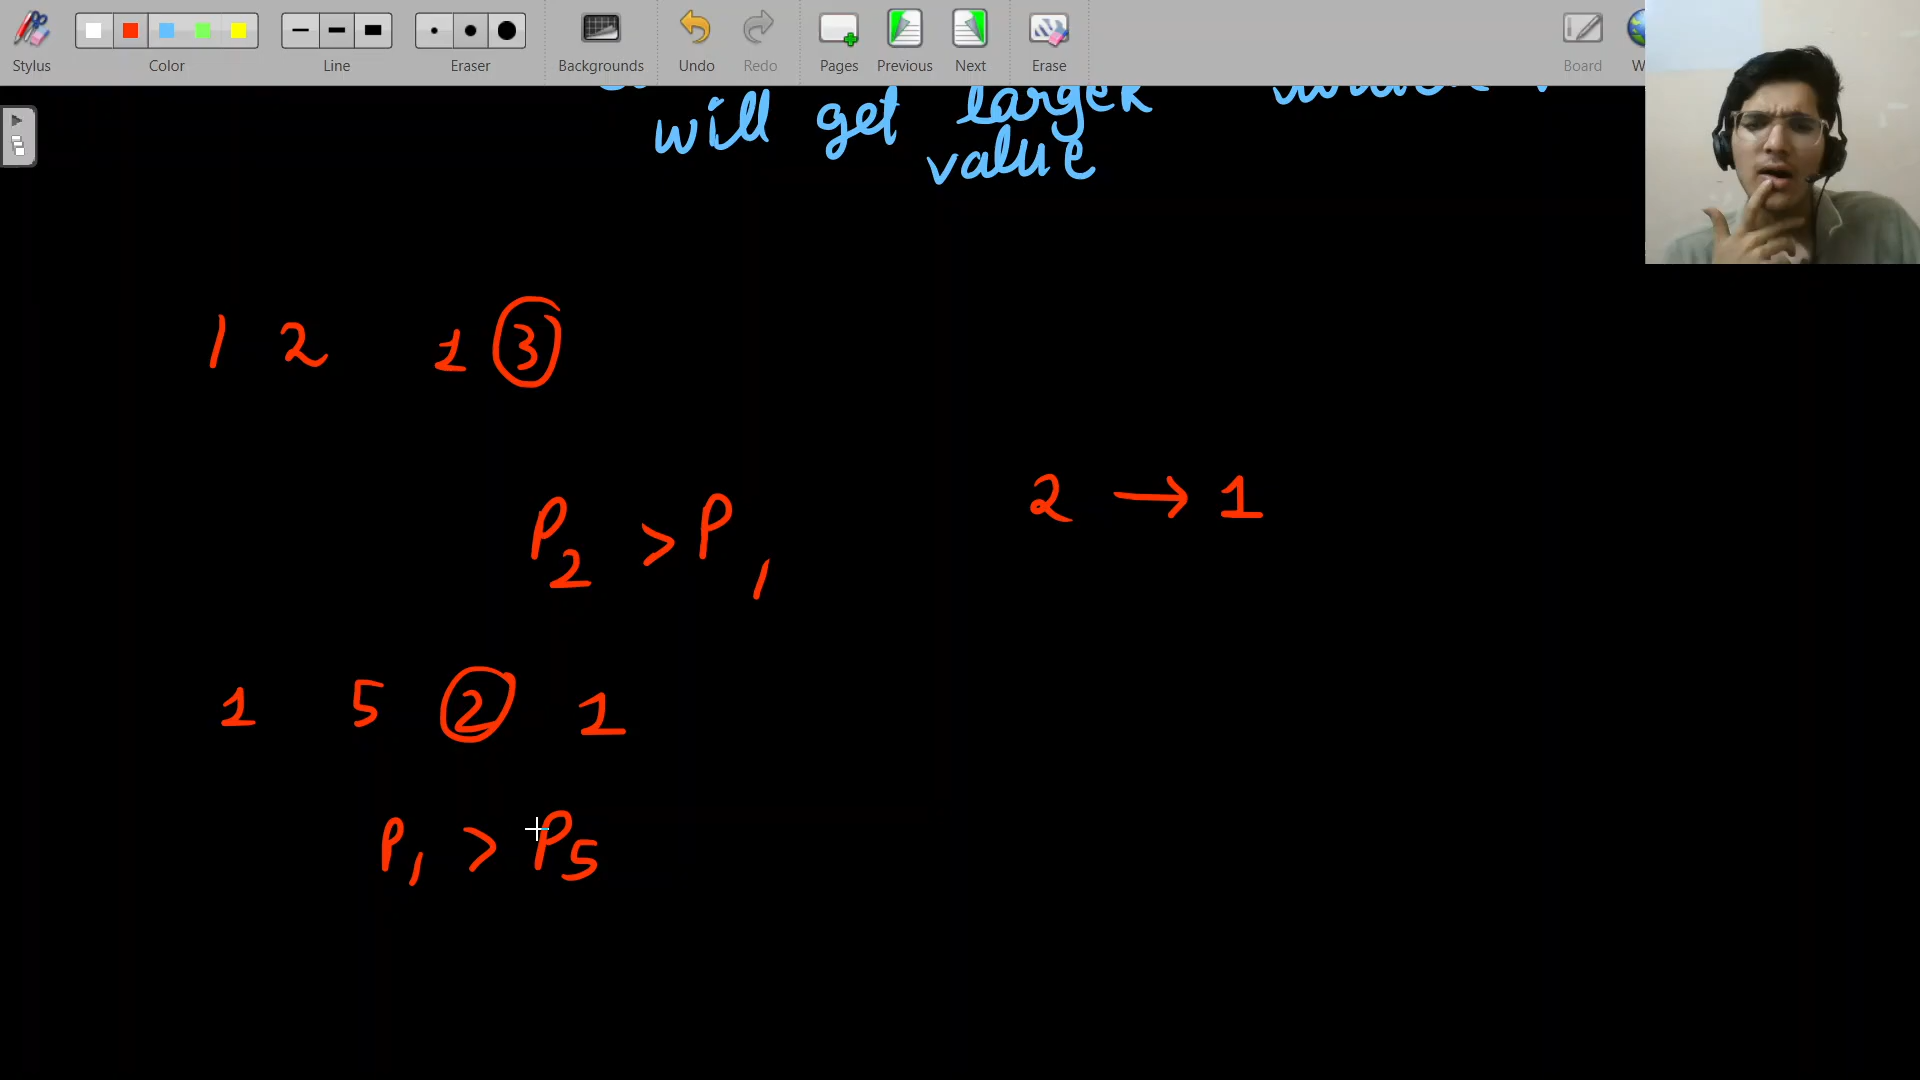 Stylus Color Line Eraser Backgrounds Undo Redo Pages Previous Next Erase Board
will get larger
value
1 2 1 3
P2 > P1
2 → 1
1 5 2 1
P1 > P5